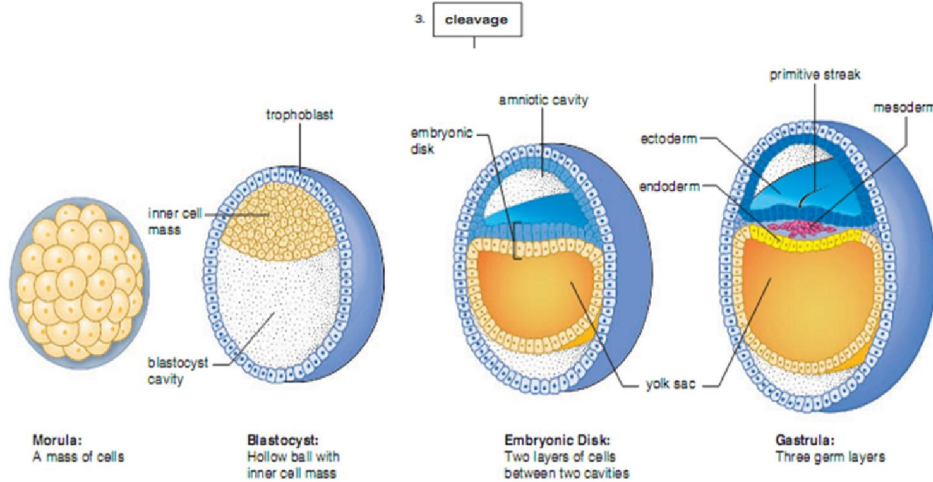 3. cleavage
primitive streak
amniotic cavity
mesoderm
trophoblast
embryonic
disk
ectoderm
endoderm
inner cell
mass
blastocyst
cavity
yolk sac
Morula:
A mass of cells
Blastocyst:
Hollow ball with
inner cell mass
Embryonic Disk:
Two layers of cells
between two cavities
Gastrula:
Three germ layers